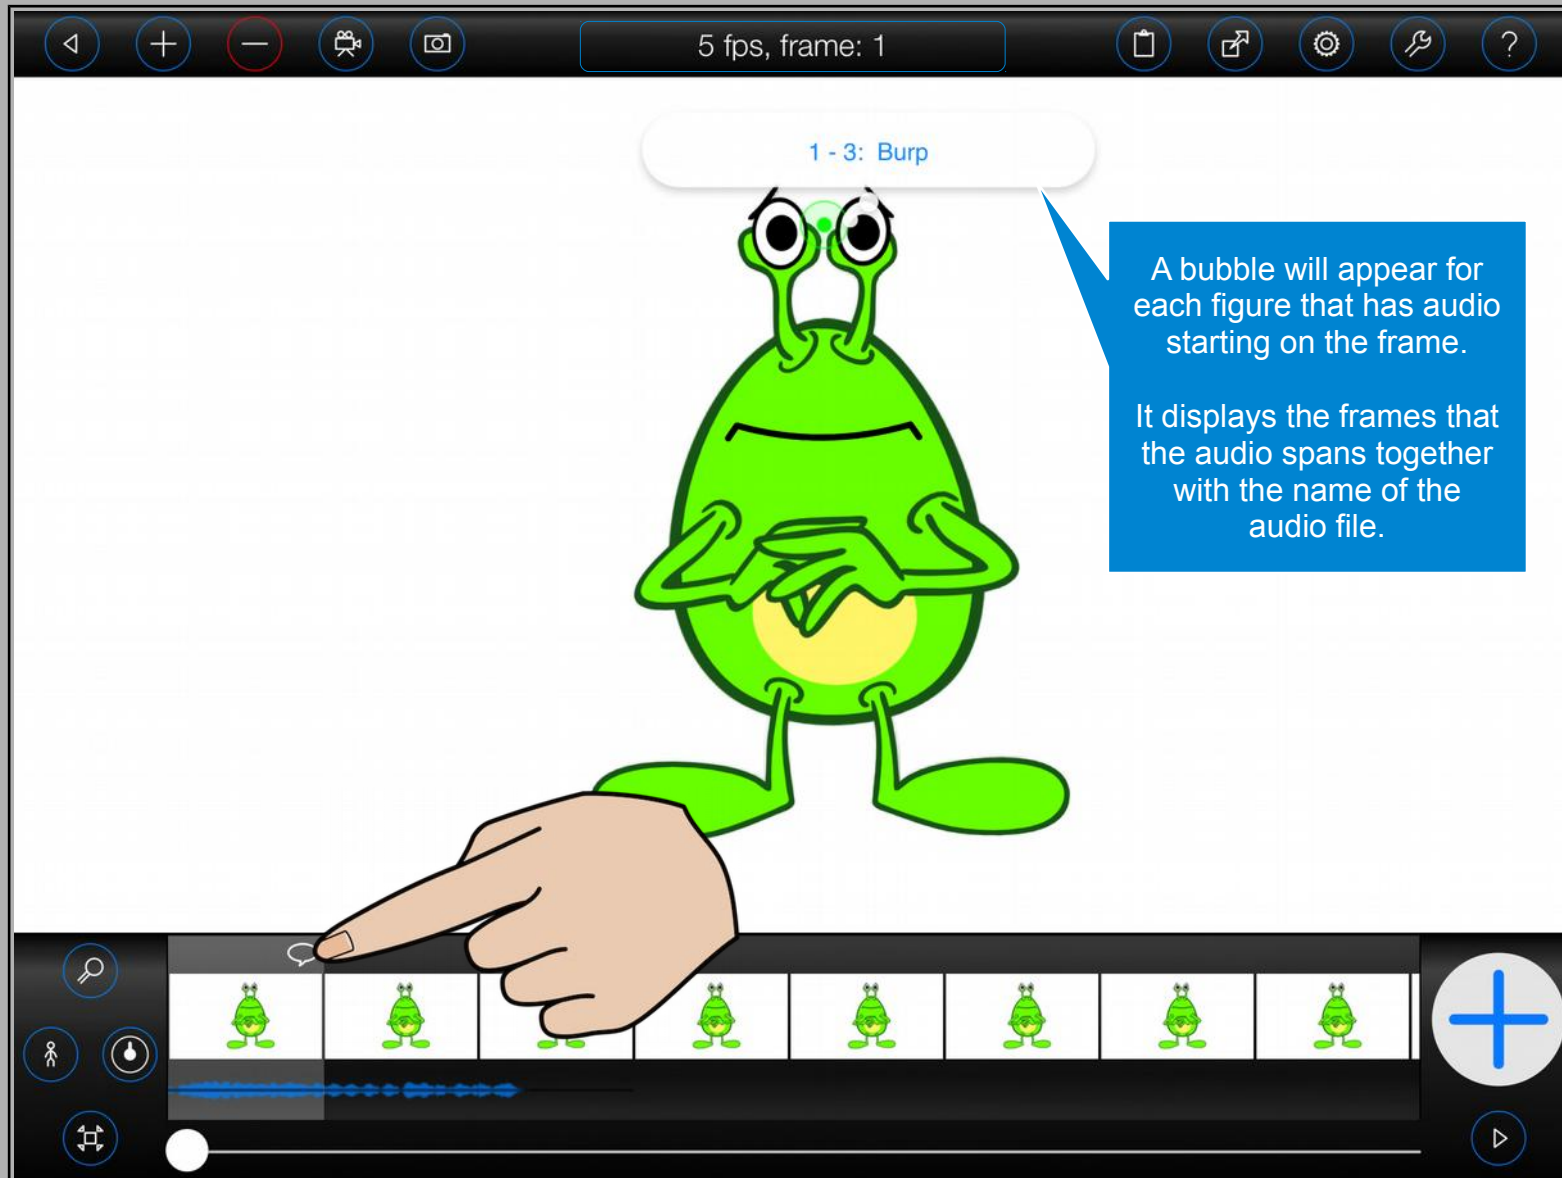 5 fps, frame: 1
1 - 3: Burp
A bubble will appear for
each figure that has audio
starting on the frame.
It displays the frames that
the audio spans together
with the name of the
audio file.